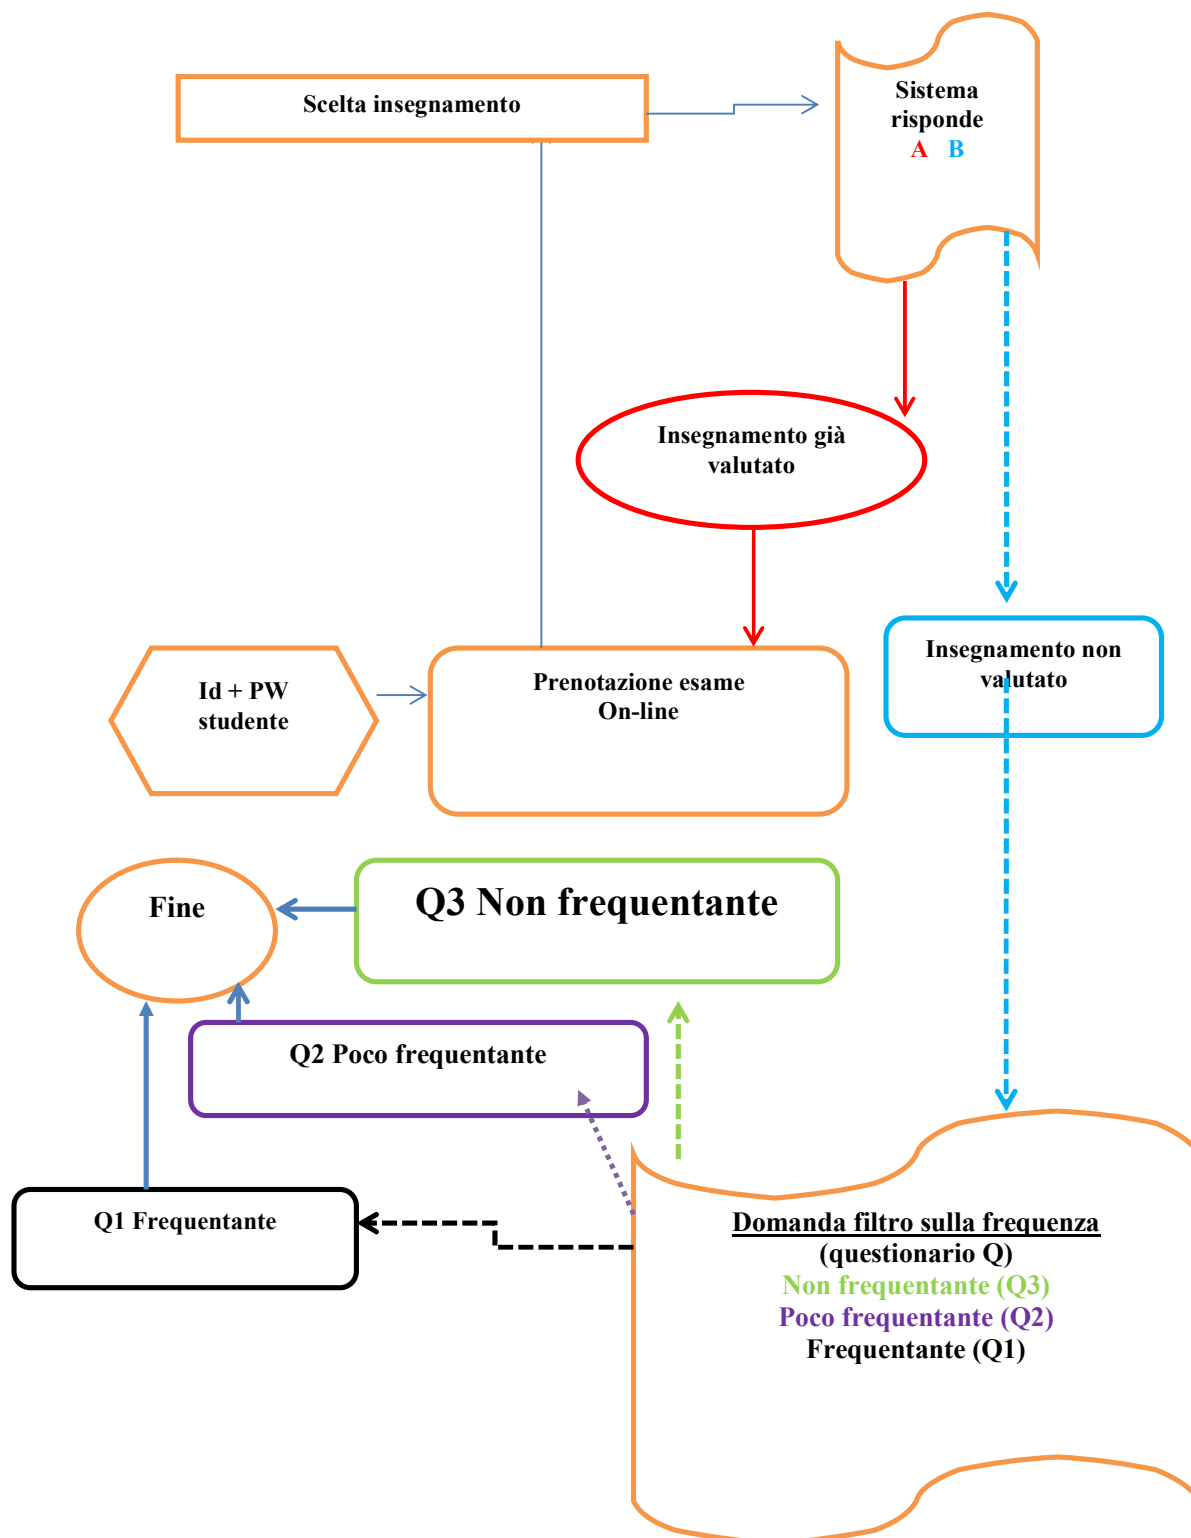 Scelta insegnamento
Sistema
risponde
A B
Insegnamento già
valutato
Insegnamento non
valutato
Id + PW
studente
Prenotazione esame
On-line
Fine
Q3 Non frequentante
Q2 Poco frequentante
Q1 Frequentante
Domanda filtro sulla frequenza
(questionario Q)
Non frequentante (Q3)
Poco frequentante (Q2)
Frequentante (Q1)